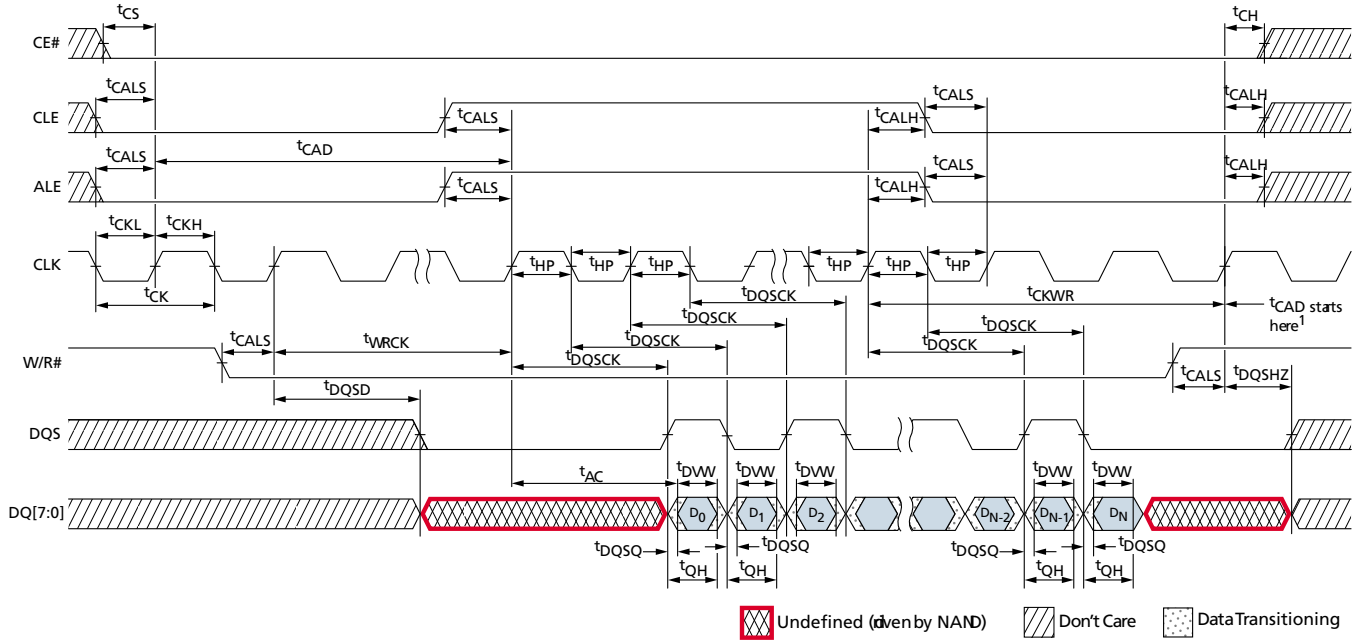 tCS tCH
CE#
tCALS tCALS tCALH
CLE tCALS tCALH
tCAD
tCALS tCALS tCALH
ALE tCALS tCALH
tCKL tCKH
CLK tHP tHP tHP tHP tHP tHP
tCK tDQSCK tCKWR tCAD starts
here1
tDQSCK tDQSCK
tCALS tWRCK tDQSCK tDQSCK
W/R# tDQSCK
tDQSD tCALS tDQSHZ
DQS
tAC tDVW tDVW tDVW tDVW tDVW
DQ[7:0] D0 D1 D2 DN-2 DN-1 DN
tDQSQ tDQSQ tDQSQ tDQSQ
tQH tQH tQH tQH
Undefined (driven by NAND) Don't Care Data Transitioning